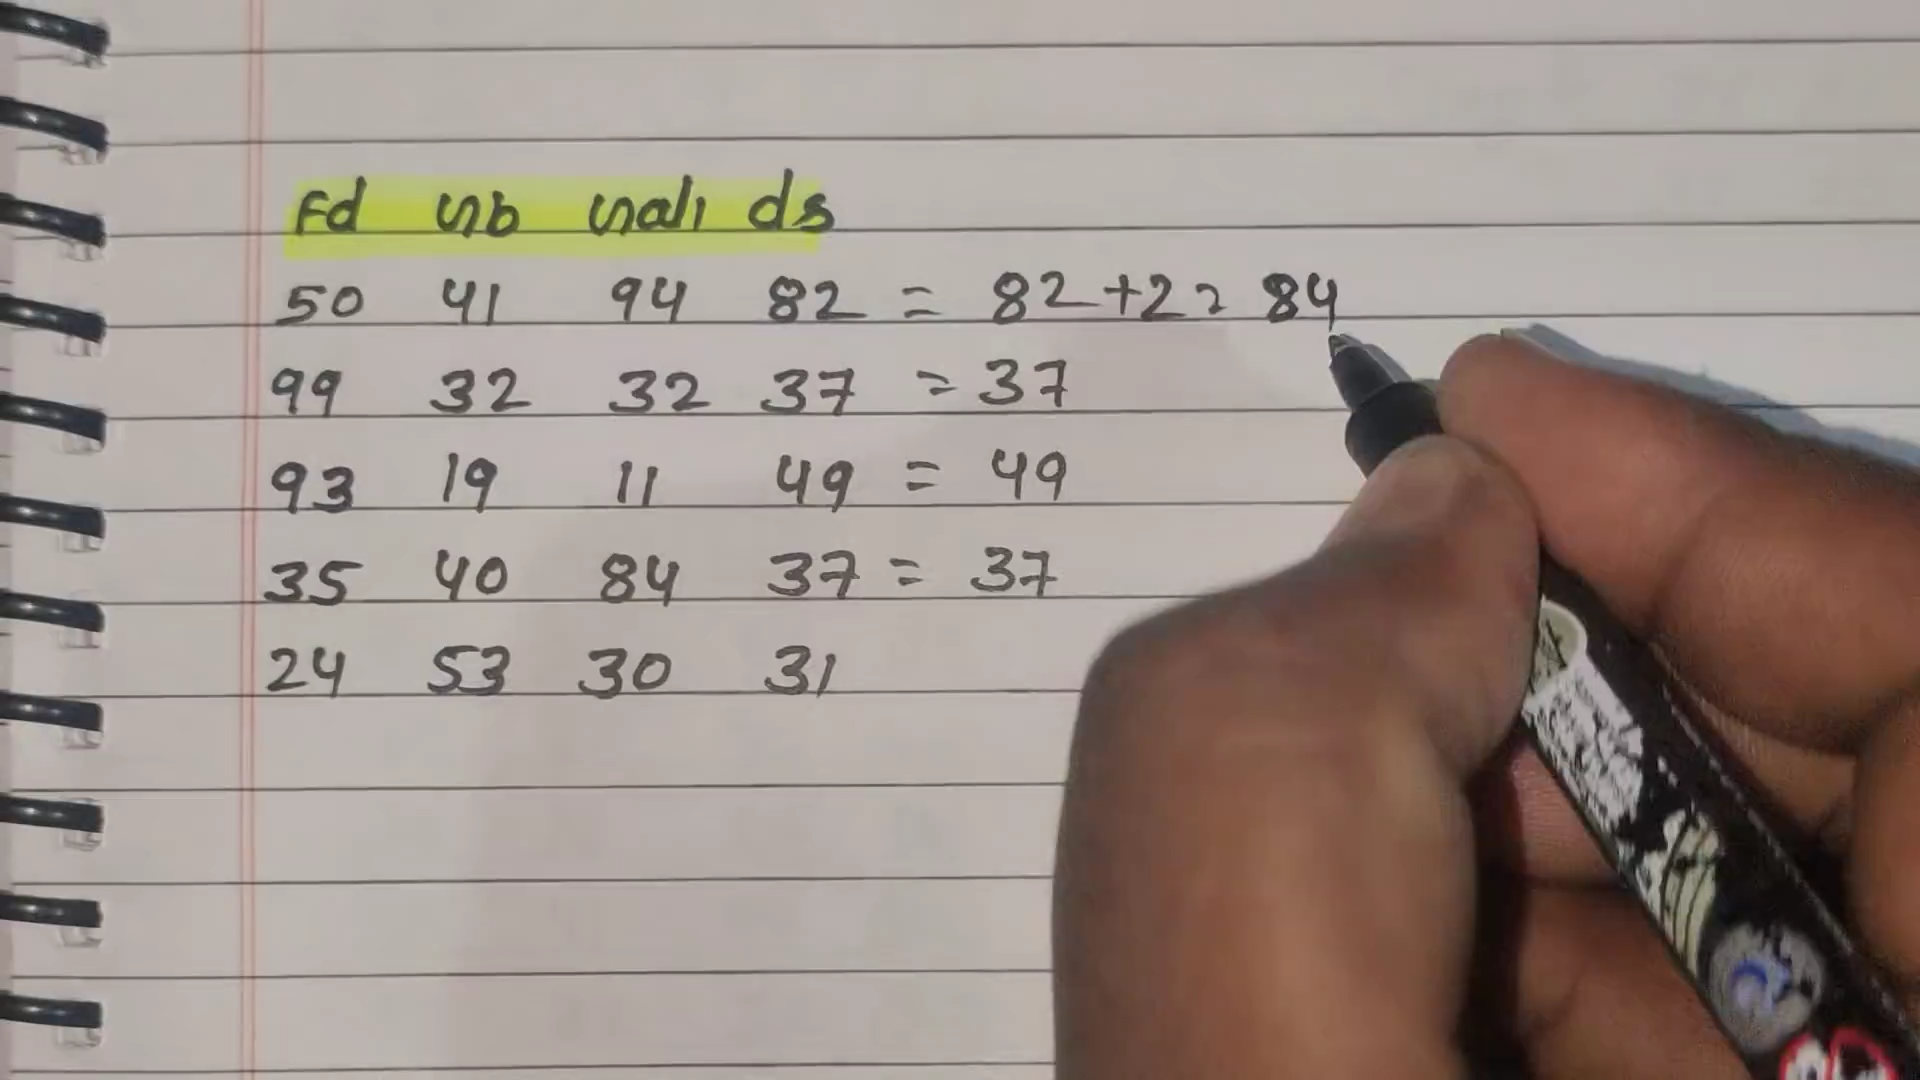 Fd Gb Gali ds
50 41 94 82 = 82+2= 84
99 32 32 37 = 37
93 19 11 49 = 49
35 40 84 37 = 37
24 53 30 31